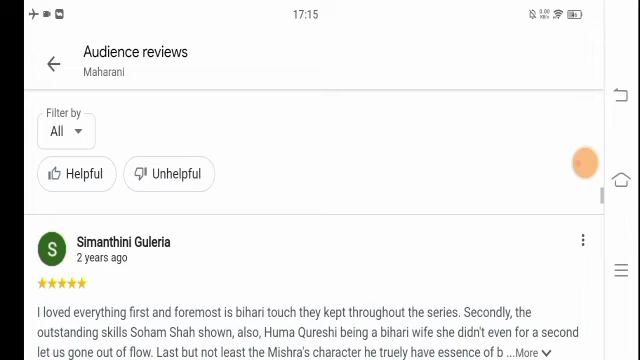 17:15
0.00
KB/s
Audience reviews
Maharani
Filter by
All
Helpful
Unhelpful
S
Simanthini Guleria
2 years ago
I loved everything first and foremost is bihari touch they kept throughout the series. Secondly, the
outstanding skills Soham Shah shown, also, Huma Qureshi being a bihari wife she didn't even for a second
let us gone out of flow. Last but not least the Mishra's character he truely have essence of b ...More